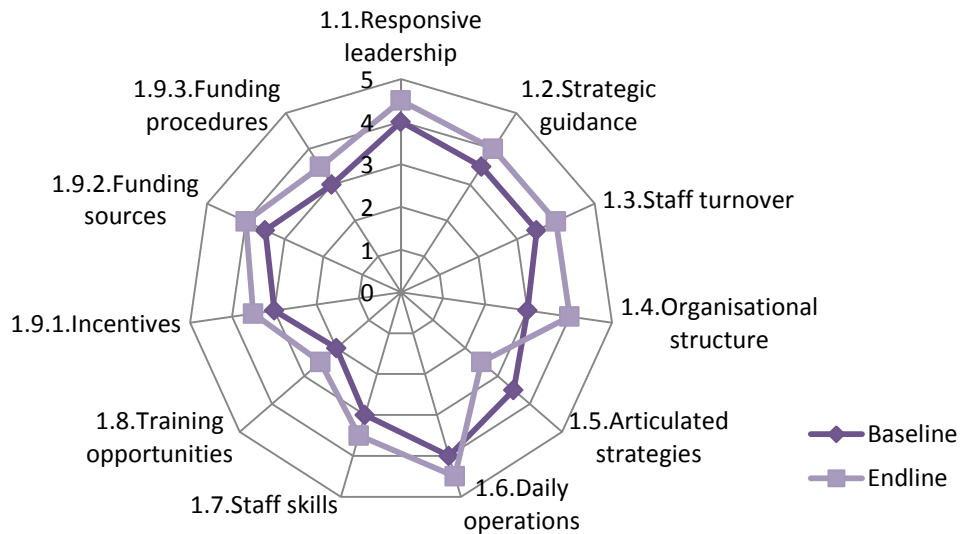 1.1.Responsive
leadership
1.2.Strategic
guidance
1.3.Staff turnover
1.4.Organisational
structure
1.5.Articulated
strategies
1.6.Daily
operations
1.7.Staff skills
1.8.Training
opportunities
1.9.1.Incentives
1.9.2.Funding
sources
1.9.3.Funding
procedures
5
4
3
2
1
0
Baseline
Endline